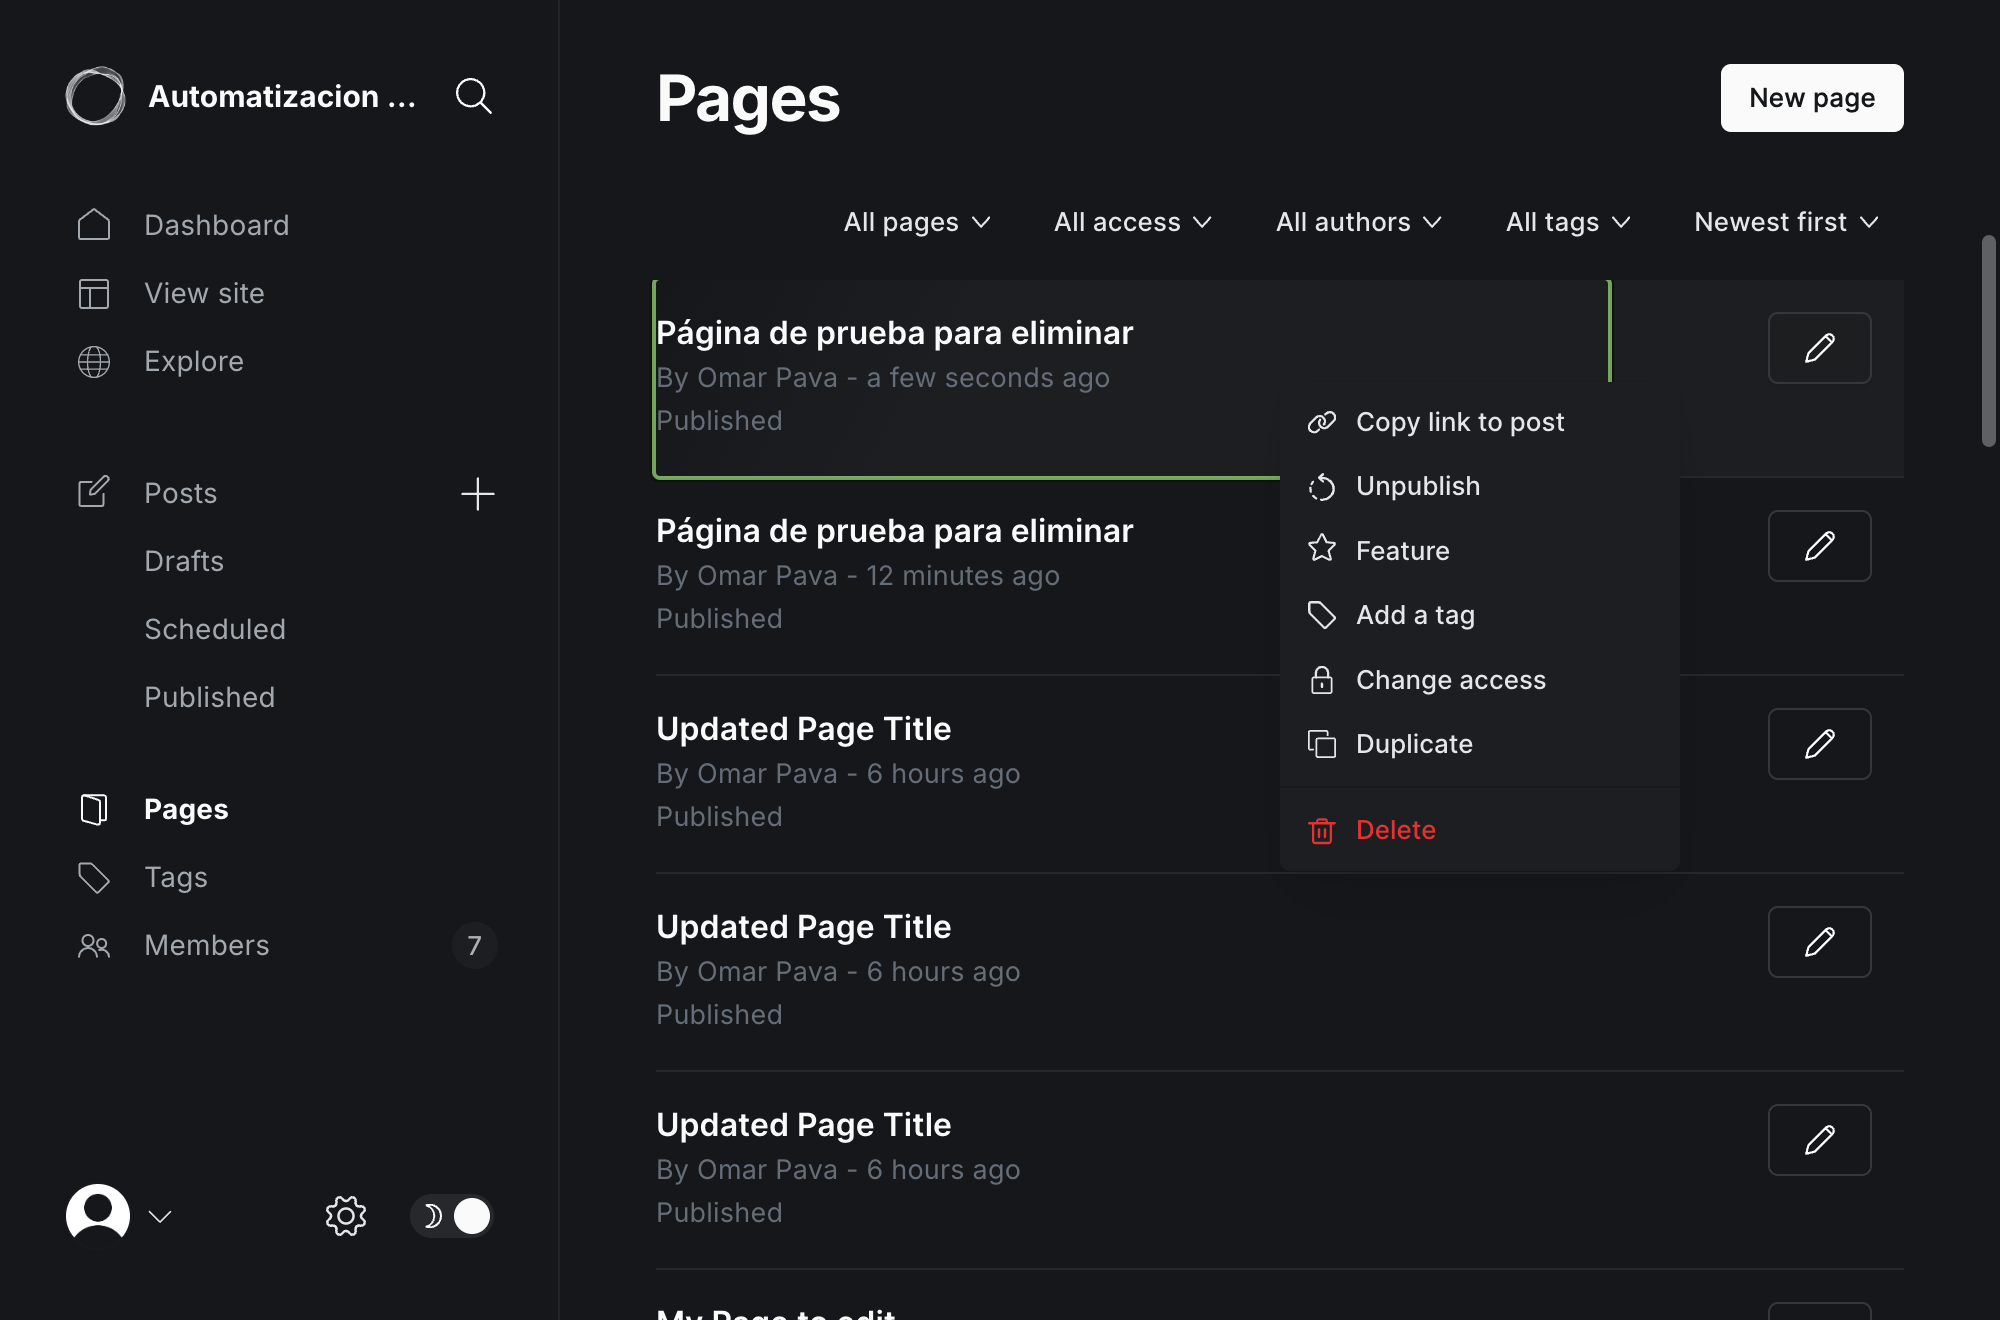 Automatizacion ...
Dashboard
View site
Explore
Posts
Drafts
Scheduled
Published
Pages
Tags
Members
7
Pages
New page
All pages
All access
All authors
All tags
Newest first
Página de prueba para eliminar
By Omar Pava - a few seconds ago
Published
Página de prueba para eliminar
By Omar Pava - 12 minutes ago
Published
Updated Page Title
By Omar Pava - 6 hours ago
Published
Updated Page Title
By Omar Pava - 6 hours ago
Published
Updated Page Title
By Omar Pava - 6 hours ago
Published
My Page to edit
Copy link to post
Unpublish
Feature
Add a tag
Change access
Duplicate
Delete